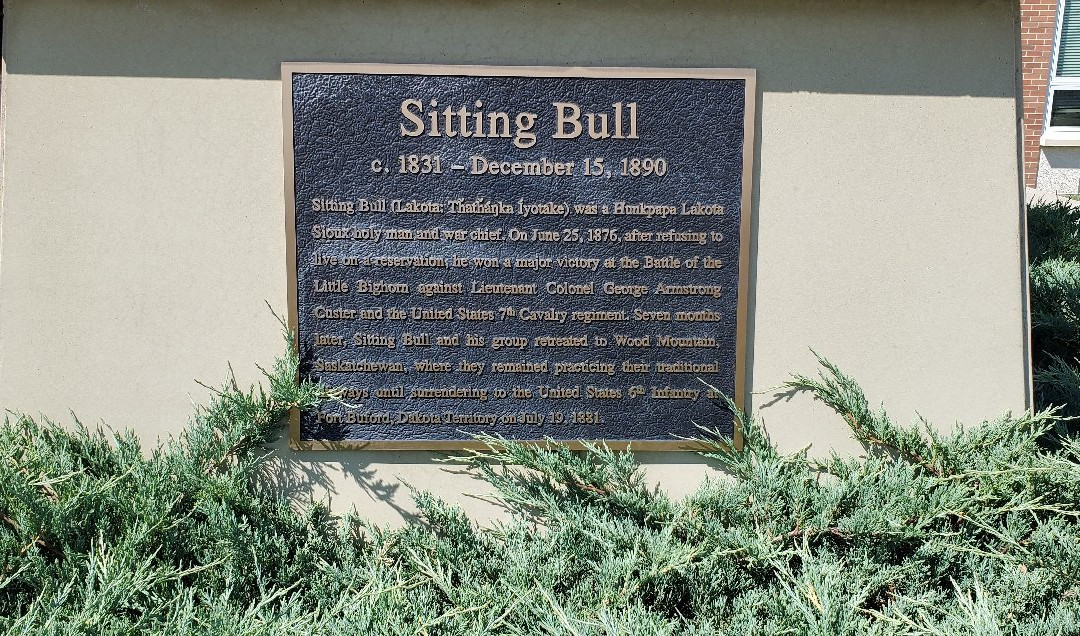 Sitting Bull
c. 1831 – December 15, 1890
Sitting Bull (Lakota: Tȟatȟáŋka Íyotake) was a Hunkpapa Lakota
Sioux holy man and war chief. On June 25, 1876, after refusing to
live on a reservation, he won a major victory at the Battle of the
Little Bighorn against Lieutenant Colonel George Armstrong
Custer and the United States 7th Cavalry regiment. Seven months
later, Sitting Bull and his group retreated to Wood Mountain,
Saskatchewan, where they remained practicing their traditional
until surrendering to the United States 6th Infantry at
Fort Buford, Dakota Territory on July 19, 1881.